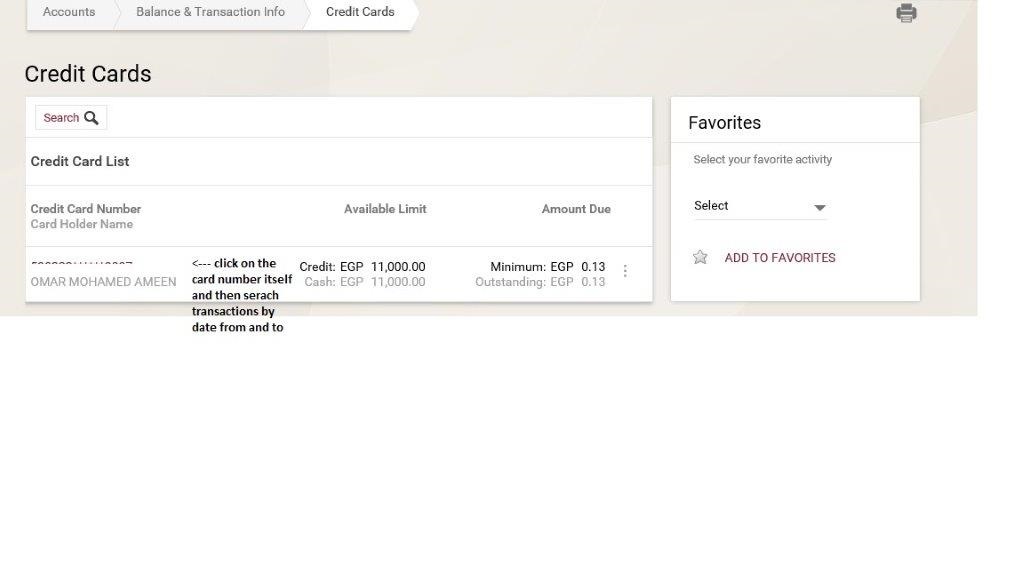 Accounts
Balance & Transaction Info
Credit Cards
Credit Cards
Search
Credit Card List
Credit Card Number
Card Holder Name
Available Limit
Amount Due
OMAR MOHAMED AMEEN
<--- click on the
card number itself
and then serach
transactions by
date from and to
Credit: EGP 11,000.00
Cash: EGP 11,000.00
Minimum: EGP 0.13
Outstanding: EGP 0.13
Favorites
Select your favorite activity
Select
ADD TO FAVORITES